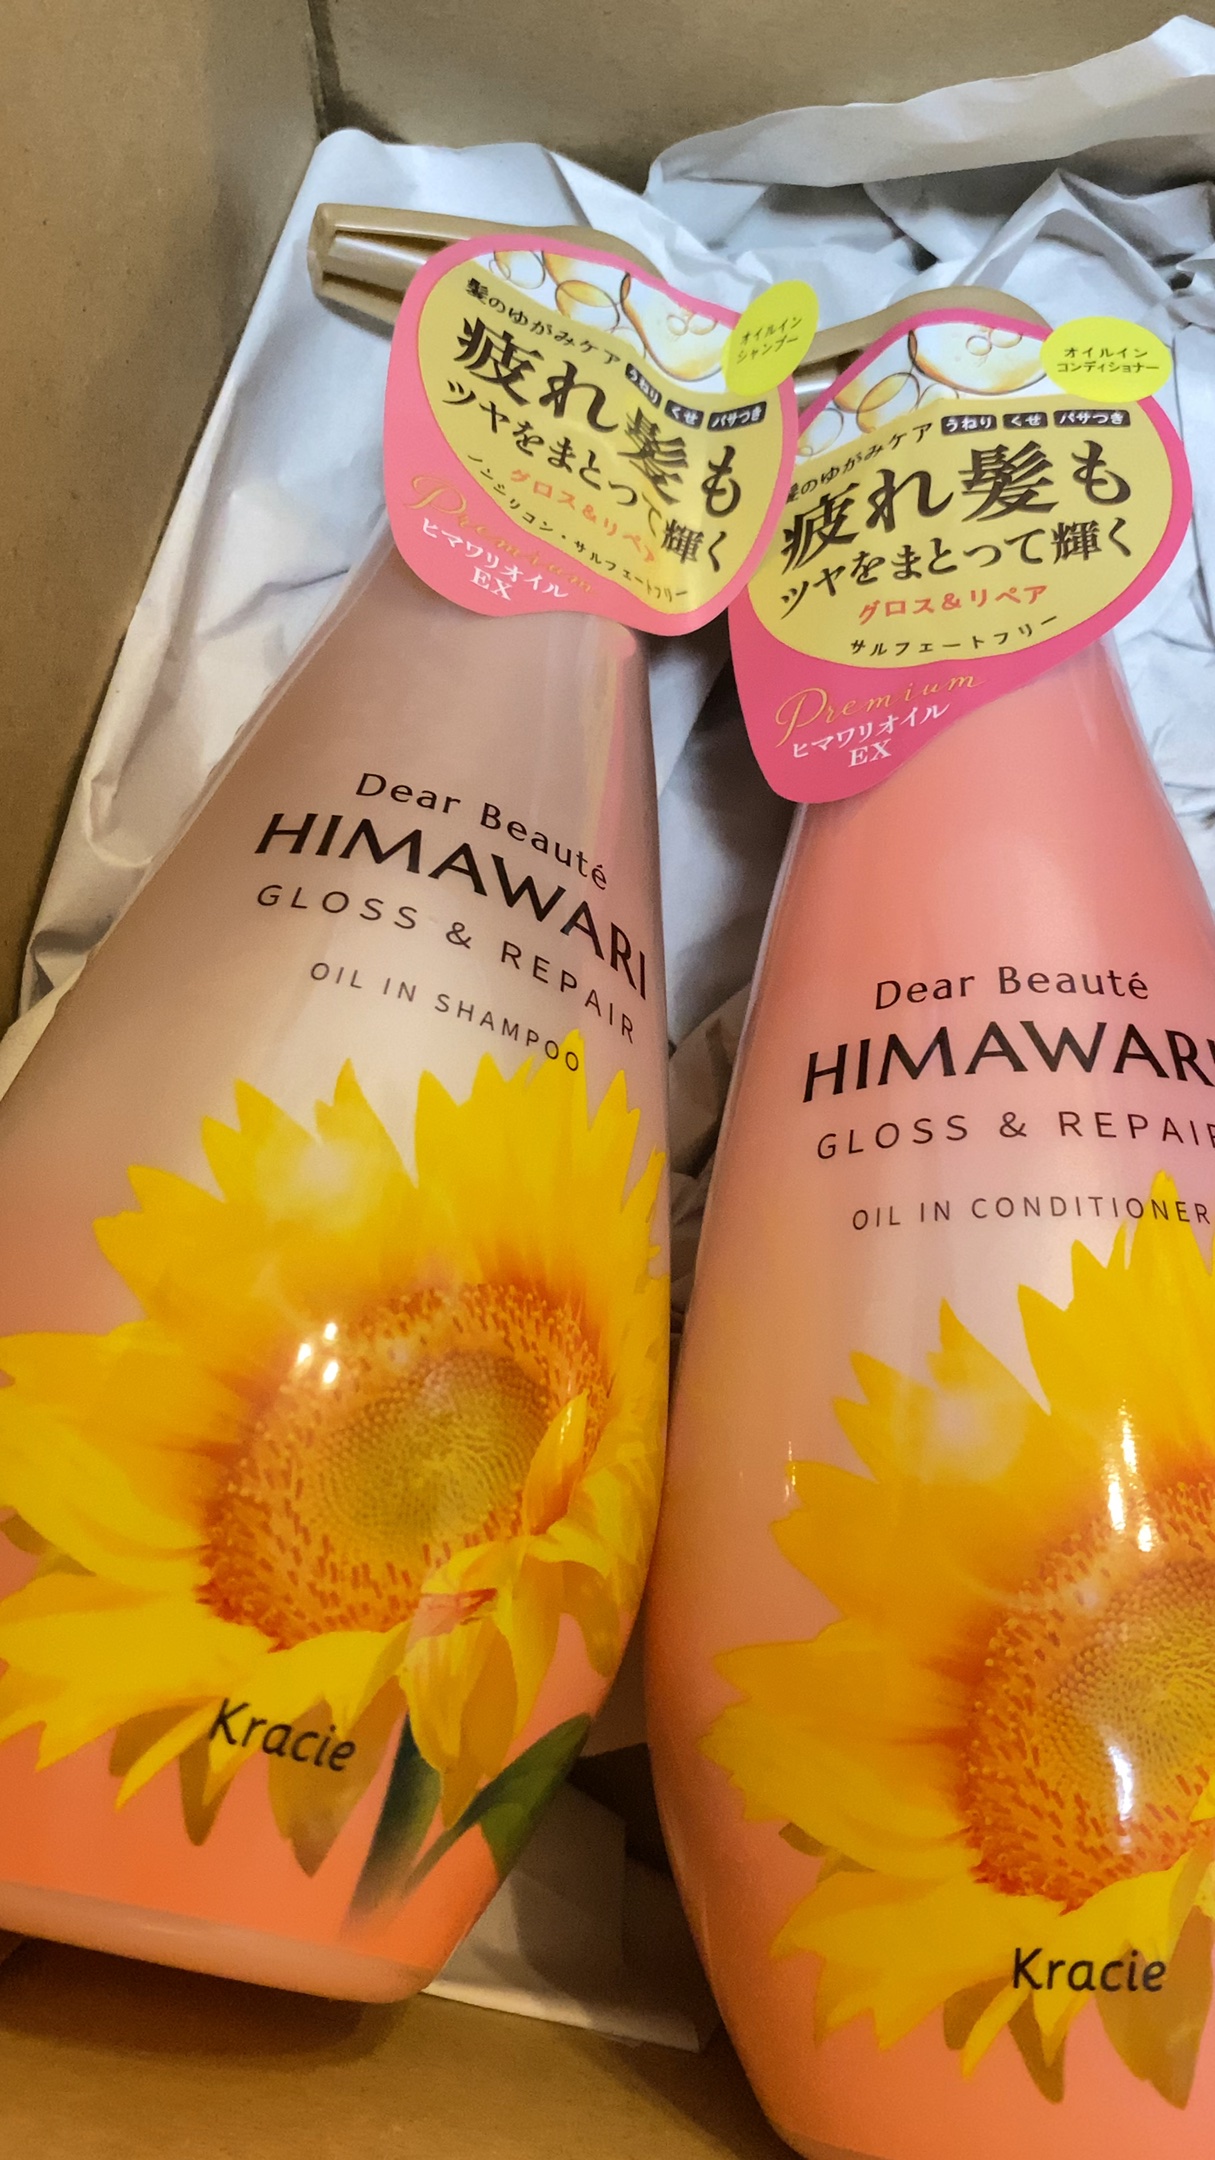 オイルイン
シャンプー
髪のゆがみケア うねり くせ パサつき
疲れ髪も
ツヤをまとって輝く
グロス&リペア
ノンシリコン・サルフェートフリー
Premium
ヒマワリオイル
EX
Dear Beauté
HIMAWARI
GLOSS & REPAIR
OIL IN SHAMPOO
Kracie
オイルイン
コンディショナー
髪のゆがみケア うねり くせ パサつき
疲れ髪も
ツヤをまとって輝く
グロス&リペア
サルフェートフリー
Premium
ヒマワリオイル
EX
Dear Beauté
HIMAWARI
GLOSS & REPAIR
OIL IN CONDITIONER
Kracie